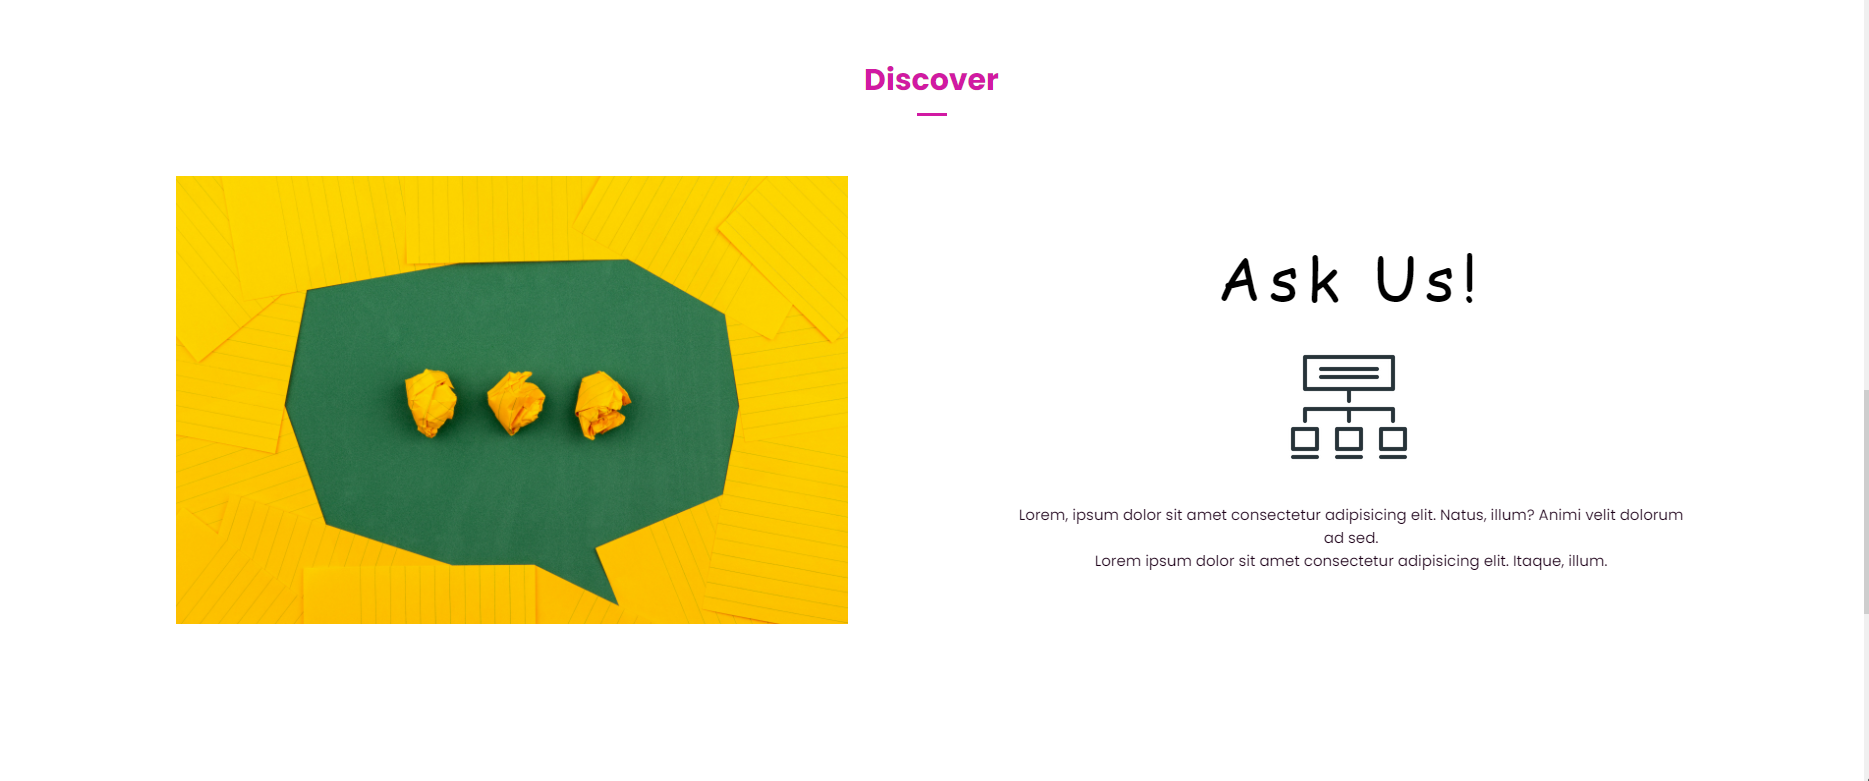 Discover
Ask Us!
Lorem, ipsum dolor sit amet consectetur adipisicing elit. Natus, illum? Animi velit dolorum
ad sed.
Lorem ipsum dolor sit amet consectetur adipisicing elit. Itaque, illum.